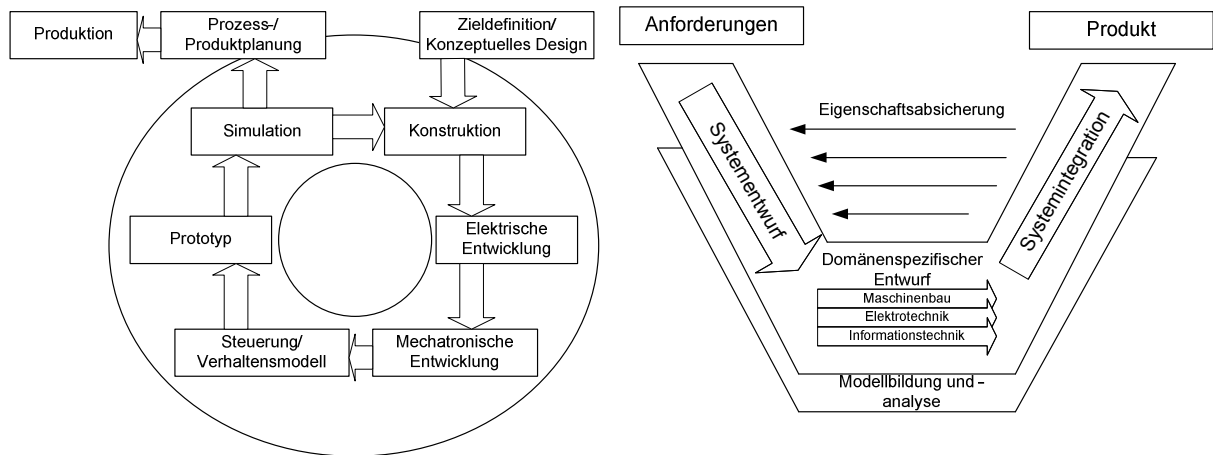 Produktion
Prozess-/
Produktplanung
Zieldefinition/
Konzeptuelles Design
Simulation
Konstruktion
Prototyp
Elektrische
Entwicklung
Steuerung/
Verhaltensmodell
Mechatronische
Entwicklung
Anforderungen
Produkt
Eigenschaftsabsicherung
Systementwurf
Systemintegration
Domänenspezifischer
Entwurf
Maschinenbau
Elektrotechnik
Informationstechnik
Modellbildung und -
analyse